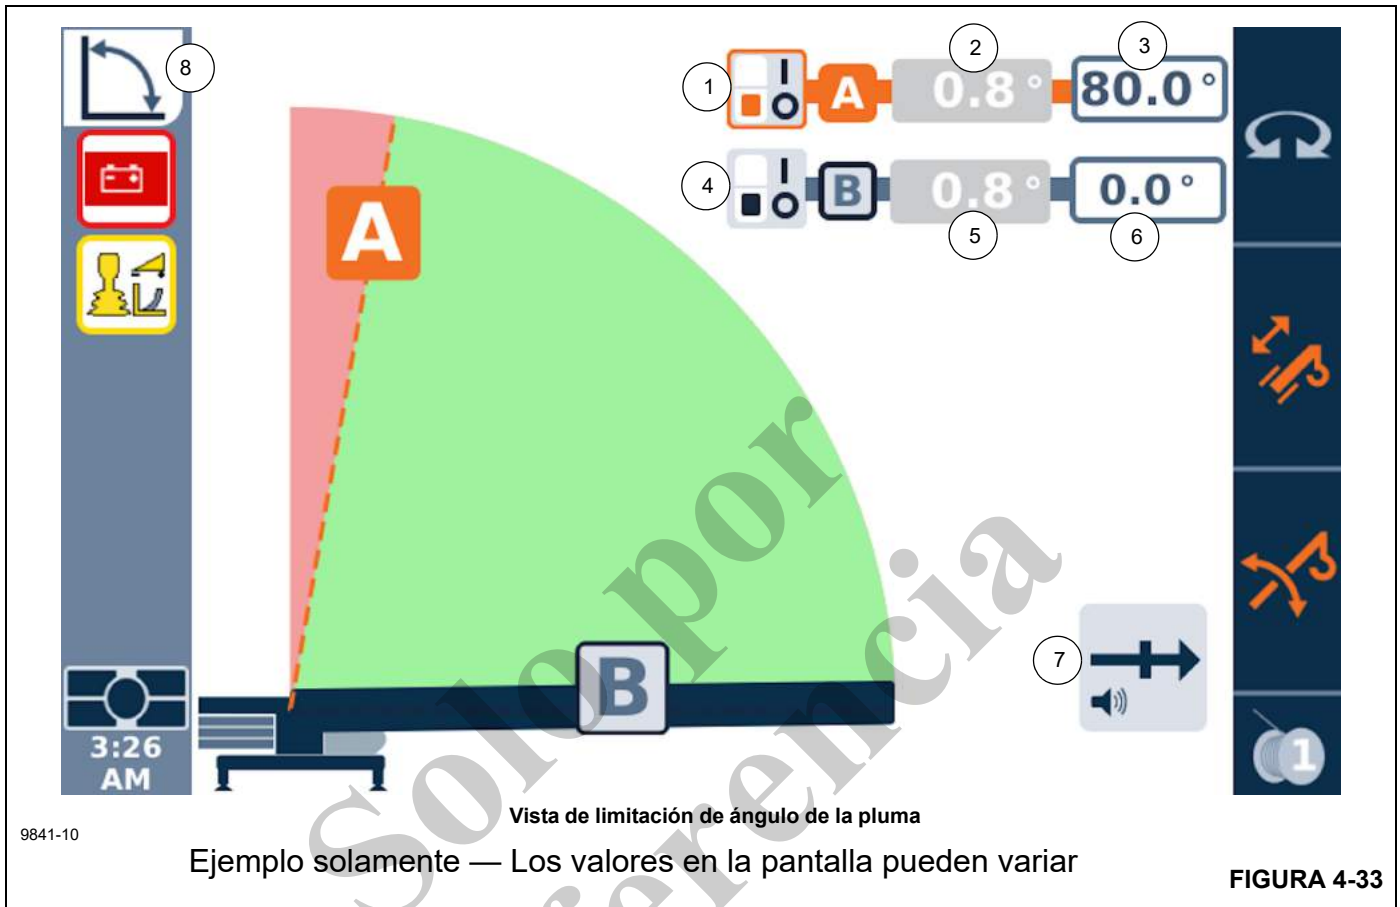 8
1
I
O
A
2
0.8 °
3
80.0 °
4
I
O
B
0.8 °
5
0.0 °
6
A
B
7
3:26
AM
1
Vista de limitación de ángulo de la pluma
9841-10
Ejemplo solamente — Los valores en la pantalla pueden variar
FIGURA 4-33
Solo por
referencia